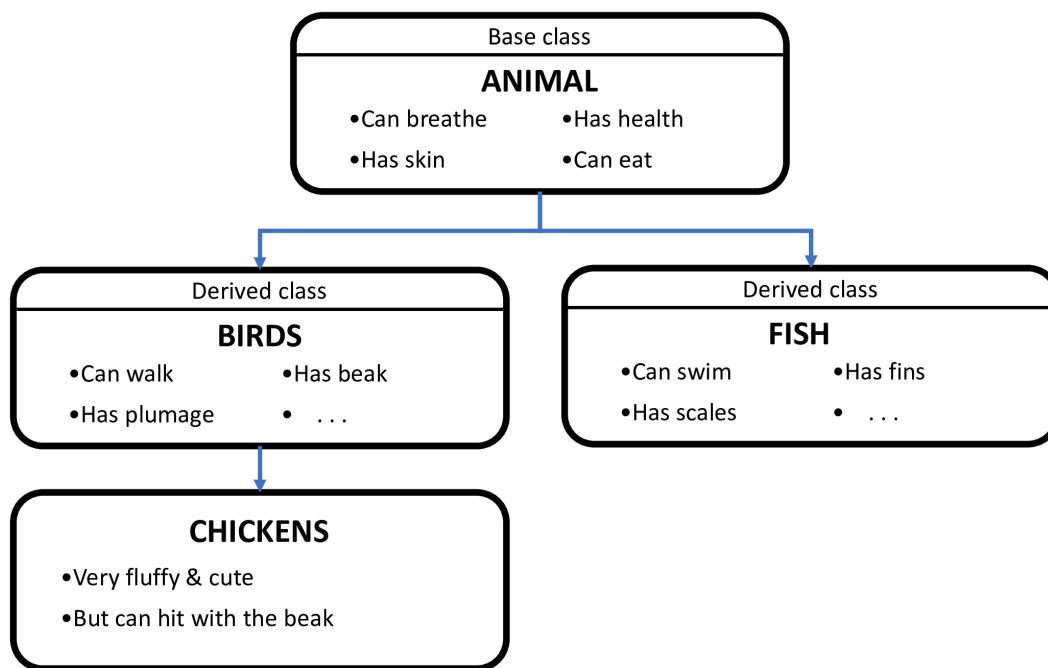 Base class
ANIMAL
•Can breathe •Has health
•Has skin •Can eat
Derived class
BIRDS
•Can walk •Has beak
•Has plumage • . . .
Derived class
FISH
•Can swim •Has fins
•Has scales • . . .
CHICKENS
•Very fluffy & cute
•But can hit with the beak